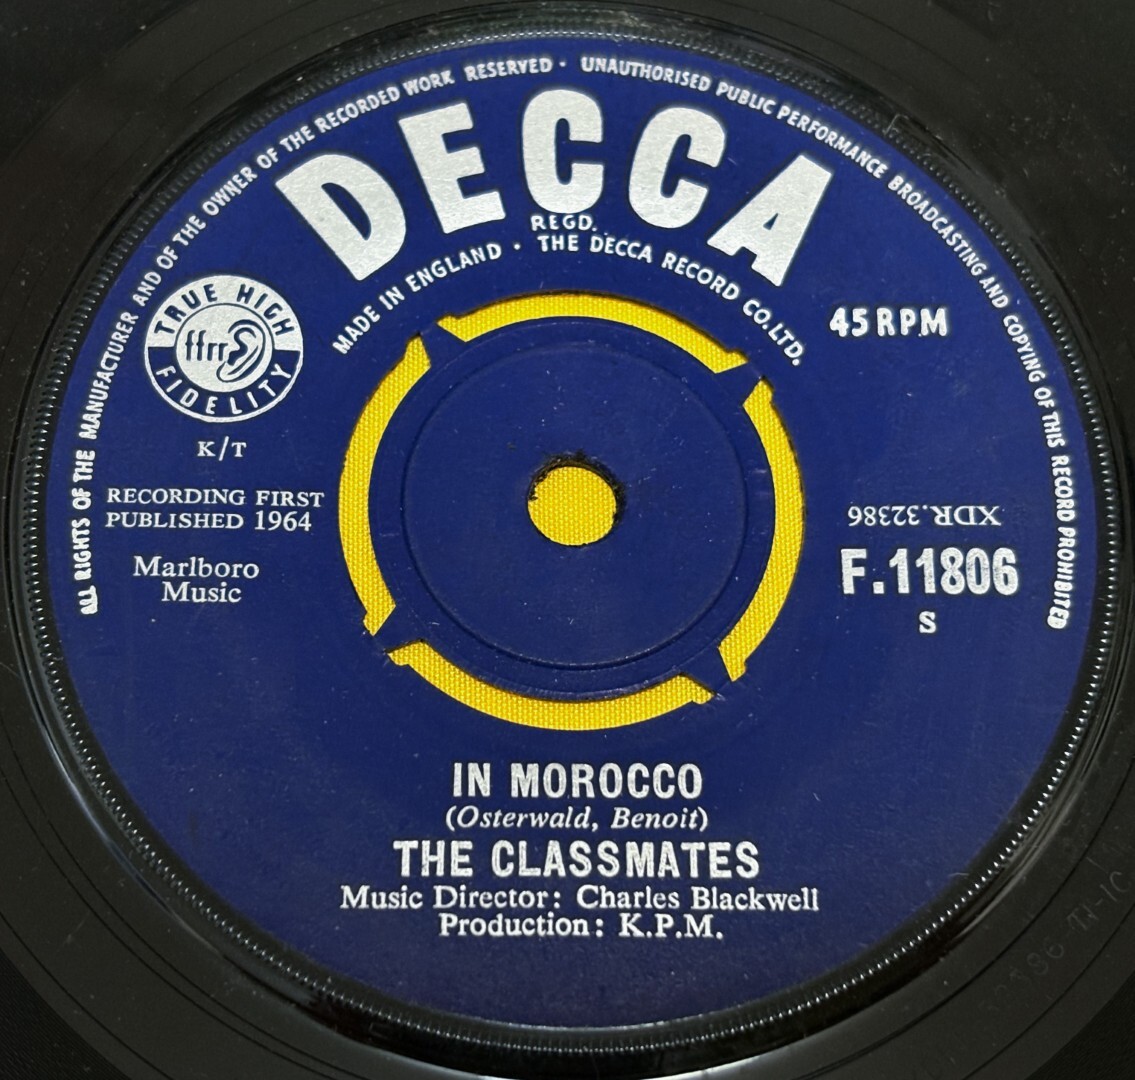 ALL RIGHTS OF THE MANUFACTURER AND OF THE OWNER OF THE RECORDED WORK RESERVED · UNAUTHORISED PUBLIC PERFORMANCE BROADCASTING AND COPYING OF THIS RECORD PROHIBITED
DECCA
REGD.
MADE IN ENGLAND · THE DECCA RECORD CO. LTD.
TRUE HIGH
ffrr
FIDELITY
45 RPM
K/T
RECORDING FIRST
PUBLISHED 1964
Marlboro
Music
XDR.32386
F.11806
S
IN MOROCCO
(Osterwald, Benoit)
THE CLASSMATES
Music Director: Charles Blackwell
Production: K.P.M.